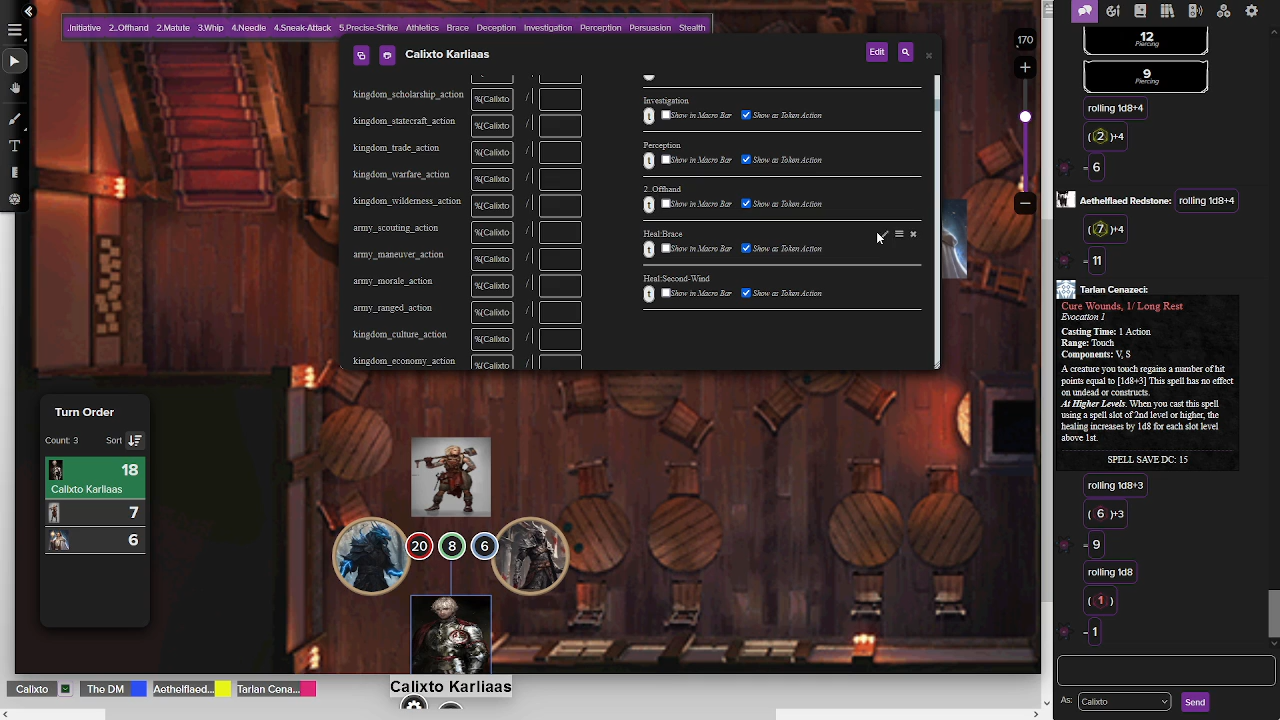 .Initiative 2..Offhand 2.Matute 3.Whip 4.Needle 4.Sneak-Attack 5.Precise-Strike Athletics Brace Deception Investigation Perception Persuasion Stealth
Calixto Karliaas
Edit
kingdom_scholarship_action %{Calixto /
kingdom_statecraft_action %{Calixto /
kingdom_trade_action %{Calixto /
kingdom_warfare_action %{Calixto /
kingdom_wilderness_action %{Calixto /
army_scouting_action %{Calixto /
army_maneuver_action %{Calixto /
army_morale_action %{Calixto /
army_ranged_action %{Calixto /
kingdom_culture_action %{Calixto /
kingdom_economy_action %{Calixto
Investigation
t Show in Macro Bar Show as Token Action
Perception
t Show in Macro Bar Show as Token Action
2..Offhand
t Show in Macro Bar Show as Token Action
Heal:Brace
t Show in Macro Bar Show as Token Action
Heal:Second-Wind
t Show in Macro Bar Show as Token Action
170
Turn Order
Count: 3 Sort
18
Calixto Karliaas
7
6
20 8 6
Calixto Karliaas
Calixto
The DM
Aethelflaed...
Tarlan Cena...
12
Piercing
9
Piercing
rolling 1d8+4
(2)+4
= 6
Aethelflaed Redstone: rolling 1d8+4
(7)+4
= 11
Tarlan Cenazeci:
Cure Wounds, 1/ Long Rest
Evocation 1
Casting Time: 1 Action
Range: Touch
Components: V, S
A creature you touch regains a number of hit
points equal to [1d8+3] This spell has no effect
on undead or constructs.
At Higher Levels. When you cast this spell
using a spell slot of 2nd level or higher, the
healing increases by 1d8 for each slot level
above 1st.
SPELL SAVE DC: 15
rolling 1d8+3
(6)+3
= 9
rolling 1d8
(1)
= 1
As: Calixto Send